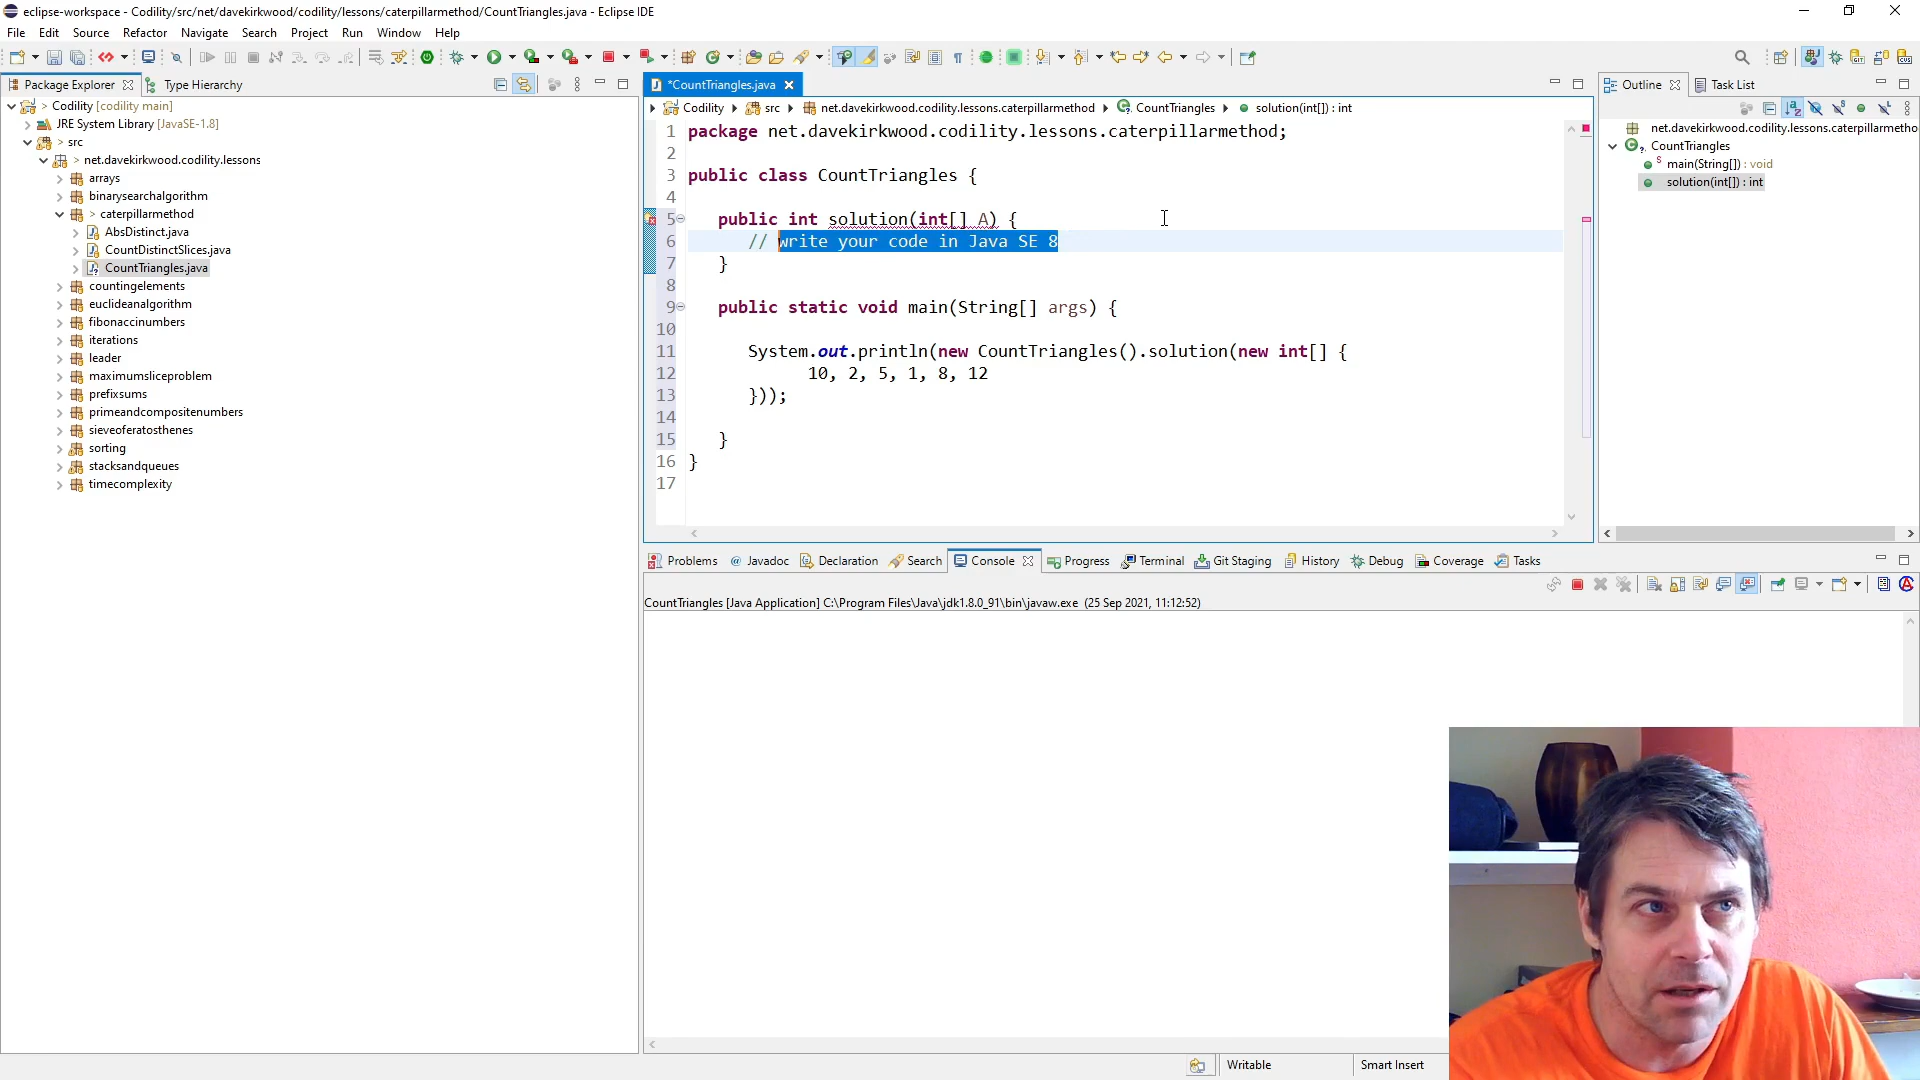 eclipse-workspace - Codility/src/net/davekirkwood/codility/lessons/caterpillarmethod/CountTriangles.java - Eclipse IDE
File Edit Source Refactor Navigate Search Project Run Window Help
Package Explorer
Type Hierarchy
Codility [codility main]
JRE System Library [JavaSE-1.8]
src
net.davekirkwood.codility.lessons
arrays
binarysearchalgorithm
caterpillarmethod
AbsDistinct.java
CountDistinctSlices.java
CountTriangles.java
countingelements
euclideanalgorithm
fibonaccinumbers
iterations
leader
maximumsliceproblem
prefixsums
primeandcompositenumbers
sieveoferatosthenes
sorting
stacksandqueues
timecomplexity
*CountTriangles.java
Codility src net.davekirkwood.codility.lessons.caterpillarmethod CountTriangles solution(int[]) : int
1 package net.davekirkwood.codility.lessons.caterpillarmethod;
2
3 public class CountTriangles {
4
5 public int solution(int[] A) {
6 // write your code in Java SE 8
7 }
8
9 public static void main(String[] args) {
10
11 System.out.println(new CountTriangles().solution(new int[] {
12 10, 2, 5, 1, 8, 12
13 }));
14
15 }
16 }
17
Outline
Task List
net.davekirkwood.codility.lessons.caterpillarmetho
CountTriangles
main(String[]) : void
solution(int[]) : int
Problems @ Javadoc Declaration Search Console Progress Terminal Git Staging History Debug Coverage Tasks
CountTriangles [Java Application] C:\Program Files\Java\jdk1.8.0_91\bin\javaw.exe (25 Sep 2021, 11:12:52)
Writable
Smart Insert